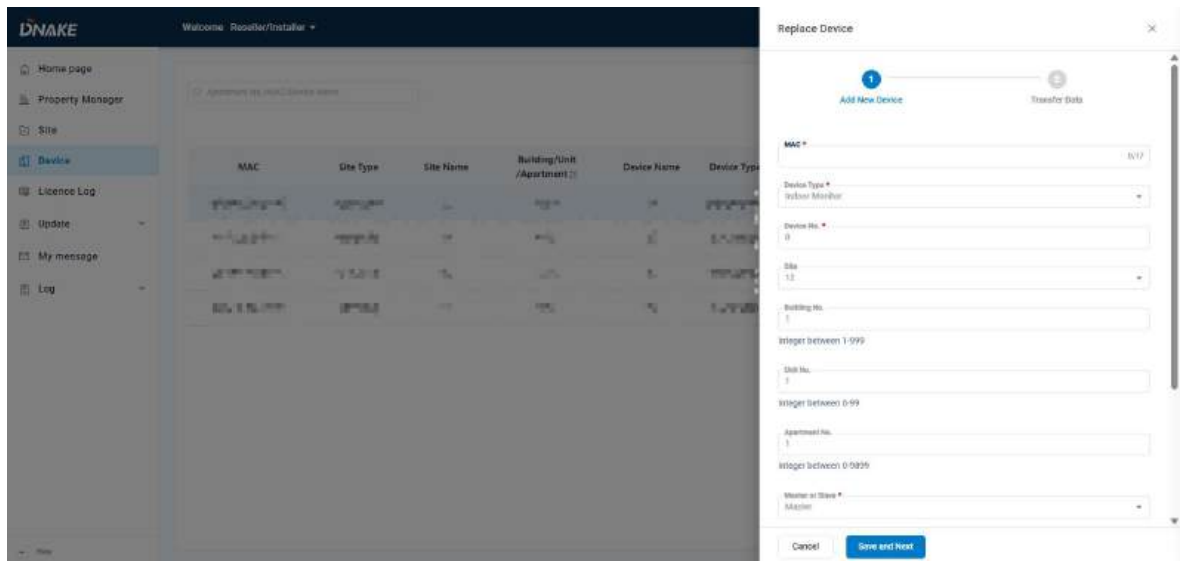 DNAKE
Welcome Reseller/Installer
Home page
Property Manager
Site
Device
Licence Log
Update
My message
Log
MAC
Site Type
Site Name
Building/Unit
/Apartment
Device Name
Device Type
Replace Device
1
Add New Device
2
Transfer Data
MAC *
0/17
Device Type *
Indoor Monitor
Device No. *
0
Site
12
Building No.
1
Integer between 1-999
Unit No.
1
Integer between 0-99
Apartment No.
1
Integer between 0-9899
Master or Slave *
Master
Cancel
Save and Next